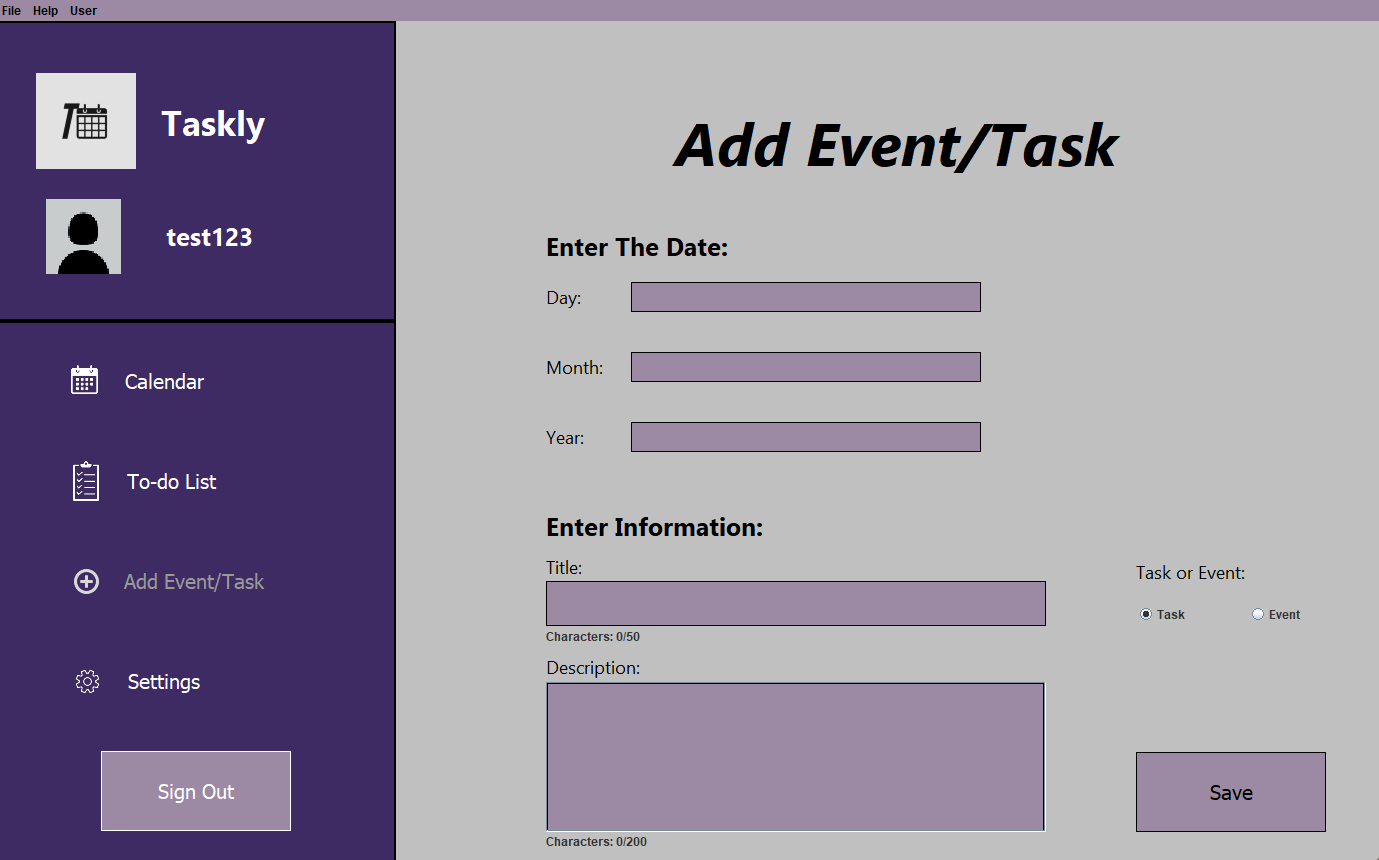 File Help User
Taskly
test123
Calendar
To-do List
Add Event/Task
Settings
Sign Out
Add Event/Task
Enter The Date:
Day:
Month:
Year:
Enter Information:
Title:
Characters: 0/50
Description:
Characters: 0/200
Task or Event:
Task Event
Save